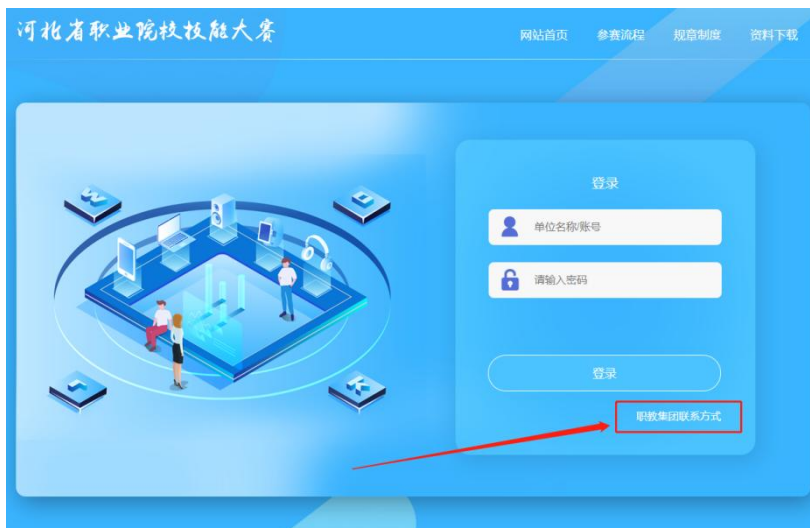 河北省职业院校技能大赛
网站首页 参赛流程 规章制度 资料下载
登录
单位名称/账号
请输入密码
登录
职教集团联系方式